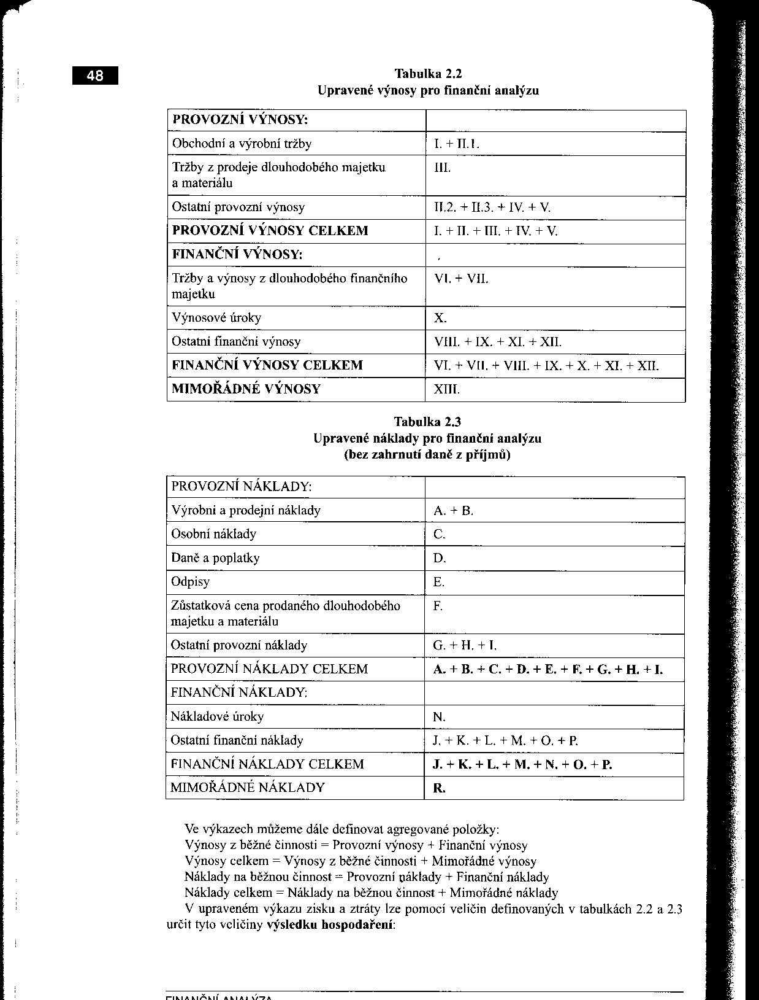 48
Tabulka 2.2
Upravené výnosy pro finanční analýzu
PROVOZNÍ VÝNOSY:
Obchodní a výrobní tržby I. + II.1.
Tržby z prodeje dlouhodobého majetku III.
a materiálu
Ostatní provozní výnosy II.2. + II.3. + IV. + V.
PROVOZNÍ VÝNOSY CELKEM I. + II. + III. + IV. + V.
FINANČNÍ VÝNOSY:
Tržby a výnosy z dlouhodobého finančního VI. + VII.
majetku
Výnosové úroky X.
Ostatní finanční výnosy VIII. + IX. + XI. + XII.
FINANČNÍ VÝNOSY CELKEM VI. + VII. + VIII. + IX. + X. + XI. + XII.
MIMOŘÁDNÉ VÝNOSY XIII.
Tabulka 2.3
Upravené náklady pro finanční analýzu
(bez zahrnutí daně z příjmů)
PROVOZNÍ NÁKLADY:
Výrobní a prodejní náklady A. + B.
Osobní náklady C.
Daně a poplatky D.
Odpisy E.
Zůstatková cena prodaného dlouhodobého F.
majetku a materiálu
Ostatní provozní náklady G. + H. + I.
PROVOZNÍ NÁKLADY CELKEM A. + B. + C. + D. + E. + F. + G. + H. + I.
FINANČNÍ NÁKLADY:
Nákladové úroky N.
Ostatní finanční náklady J. + K. + L. + M. + O. + P.
FINANČNÍ NÁKLADY CELKEM J. + K. + L. + M. + N. + O. + P.
MIMOŘÁDNÉ NÁKLADY R.
Ve výkazech můžeme dále definovat agregované položky:
Výnosy z běžné činnosti = Provozní výnosy + Finanční výnosy
Výnosy celkem = Výnosy z běžné činnosti + Mimořádné výnosy
Náklady na běžnou činnost = Provozní náklady + Finanční náklady
Náklady celkem = Náklady na běžnou činnost + Mimořádné náklady
V upraveném výkazu zisku a ztráty lze pomocí veličin definovaných v tabulkách 2.2 a 2.3
určit tyto veličiny výsledku hospodaření:
FINANČNÍ ANALÝZA